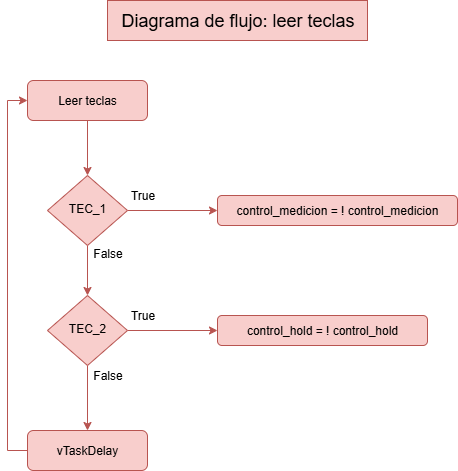 Diagrama de flujo: leer teclas
Leer teclas
TEC_1
True
control_medicion = ! control_medicion
False
TEC_2
True
control_hold = ! control_hold
False
vTaskDelay